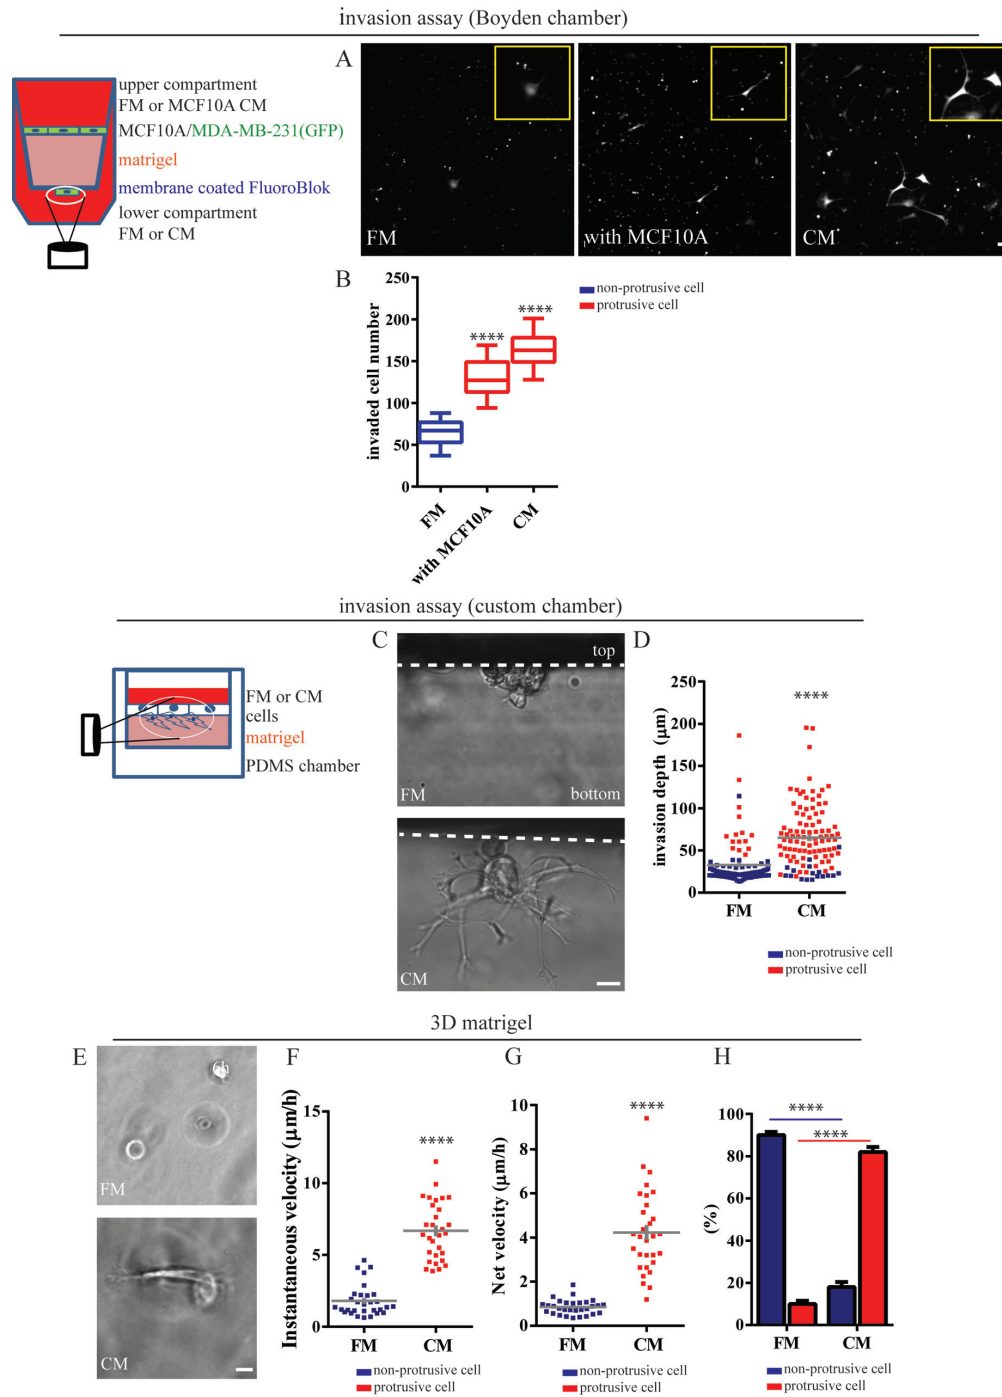 invasion assay (Boyden chamber)
upper compartment
FM or MCF10A CM
MCF10A/MDA-MB-231(GFP)
matrigel
membrane coated FluoroBlok
lower compartment
FM or CM
A
FM
with MCF10A
CM
B
invaded cell number
250
200
150
100
50
0
****
****
FM
with MCF10A
CM
non-protrusive cell
protrusive cell
invasion assay (custom chamber)
FM or CM
cells
matrigel
PDMS chamber
C
top
FM
bottom
CM
D
invasion depth (μm)
250
200
150
100
50
0
****
FM
CM
non-protrusive cell
protrusive cell
3D matrigel
E
6h
FM
CM
F
Instantaneous velocity (μm/h)
15
10
5
0
****
FM
CM
non-protrusive cell
protrusive cell
G
Net velocity (μm/h)
10
8
6
4
2
0
****
FM
CM
non-protrusive cell
protrusive cell
H
(%)
100
80
60
40
20
0
****
****
FM
CM
non-protrusive cell
protrusive cell